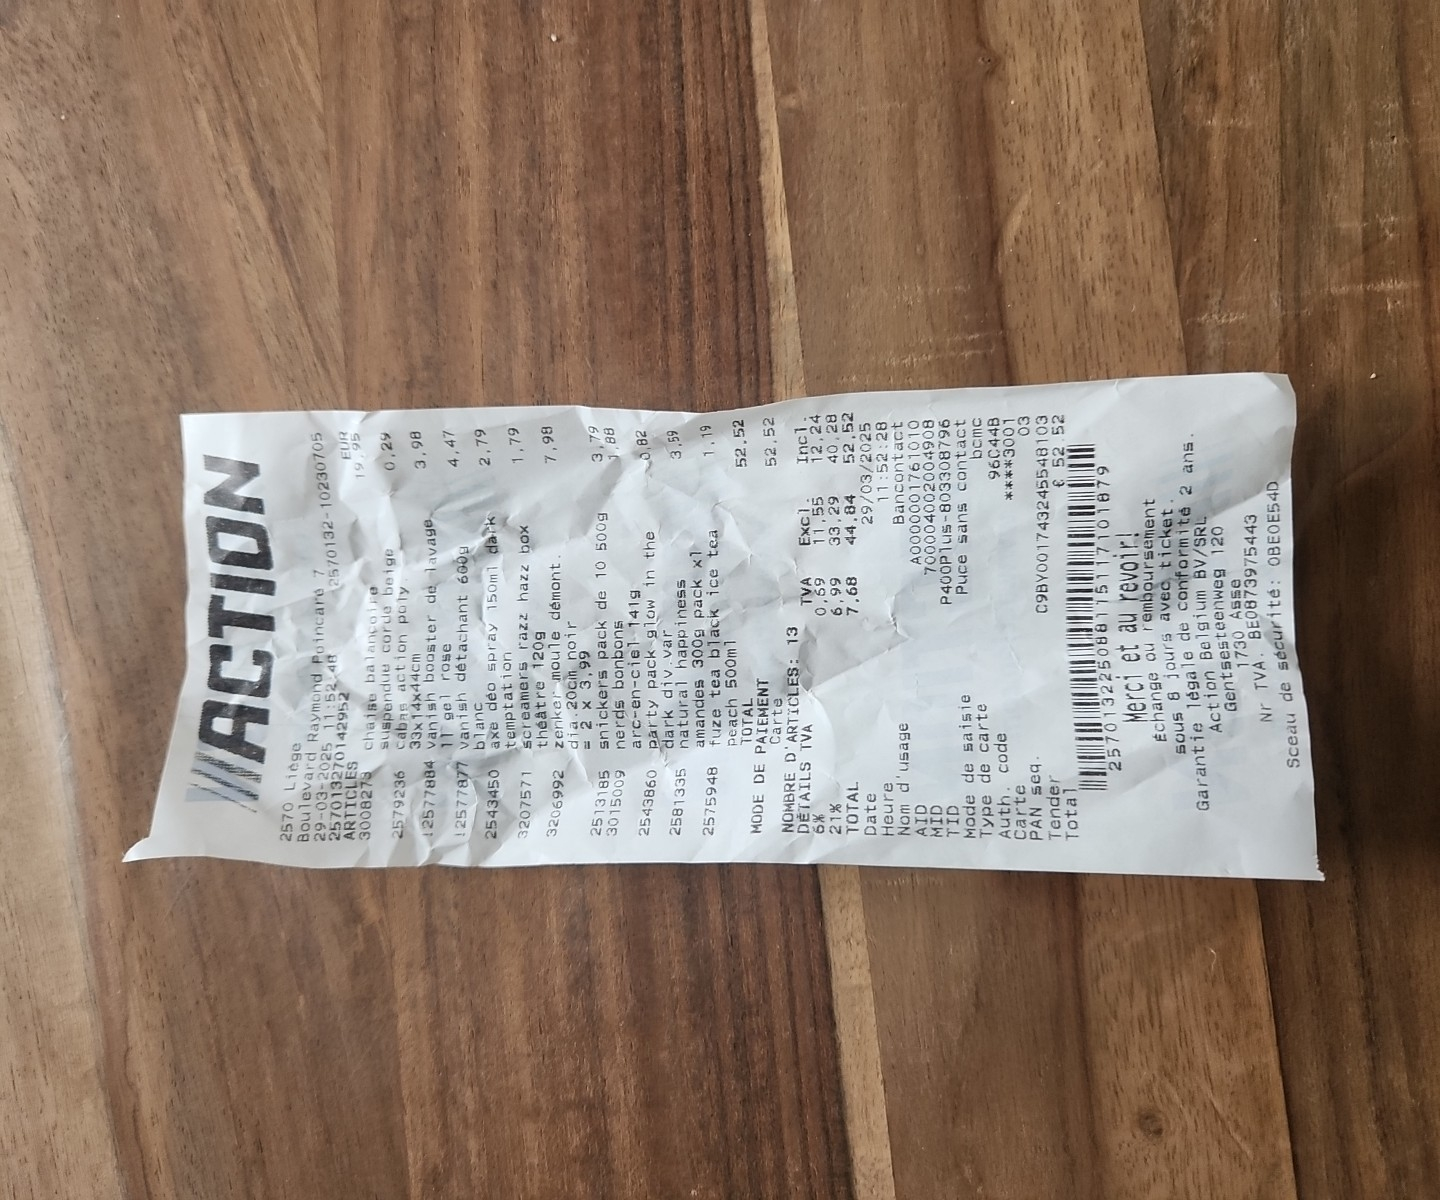 ACTION
2570 Liège
Boulevard Raymond Poincaré 7
29-03-2025 11:52:48 2570132-10230705
2570132701 42952
ARTICLES EUR
3008273 chaise balançoire 19,95
suspendue corde beige
2579236 cabas action poly. 0,29
33x14x44cm
12577884 vanish booster de lavage 3,98
1l gel rose
12577877 vanish détachant 600g 4,47
blanc
2543450 axe déo spray 150ml dark 2,79
temptation
3207571 screamers razz hazz box 1,79
théâtre 120g
3206992 zenker moule démont. 7,98
dia.20cm noir
= 2 x 3,99
2513185 snickers pack de 10 500g 3,79
3015009 nerds bonbons 1,88
arc-en-ciel 141g
2543860 party pack glow in the 0,82
dark div.var
2581335 natural happiness 3,59
amandes 300g pack xl
2575948 fuze tea black ice tea 1,19
peach 500ml
TOTAL 52,52
MODE DE PAIEMENT
Carte 52,52
NOMBRE D'ARTICLES: 13
DÉTAILS TVA TVA Excl. Incl.
6% 0,69 11,55 12,24
21% 6,99 33,29 40,28
TOTAL 7,68 44,84 52,52
Date 29/03/2025
Heure 11:52:28
Nom d'usage Bancontact
AID A0000001761010
MID 700004002004908
TID P400Plus-8033308796
Mode de saisie Puce sans contact
Type de carte bcmc
Auth. code 96C44B
Carte ****3001
PAN seq. 03
Tender C9BY001743245548103
Total € 52,52
2570132250881511710 1879
Merci et au revoir!
Échange ou remboursement
sous 8 jours avec ticket.
Garantie légale de conformité 2 ans.
Action Belgium BV/SRL
Gentsesteenweg 120
1730 Asse
Nr TVA. BE0873975443
Sceau de sécurité: 0BE0E54D